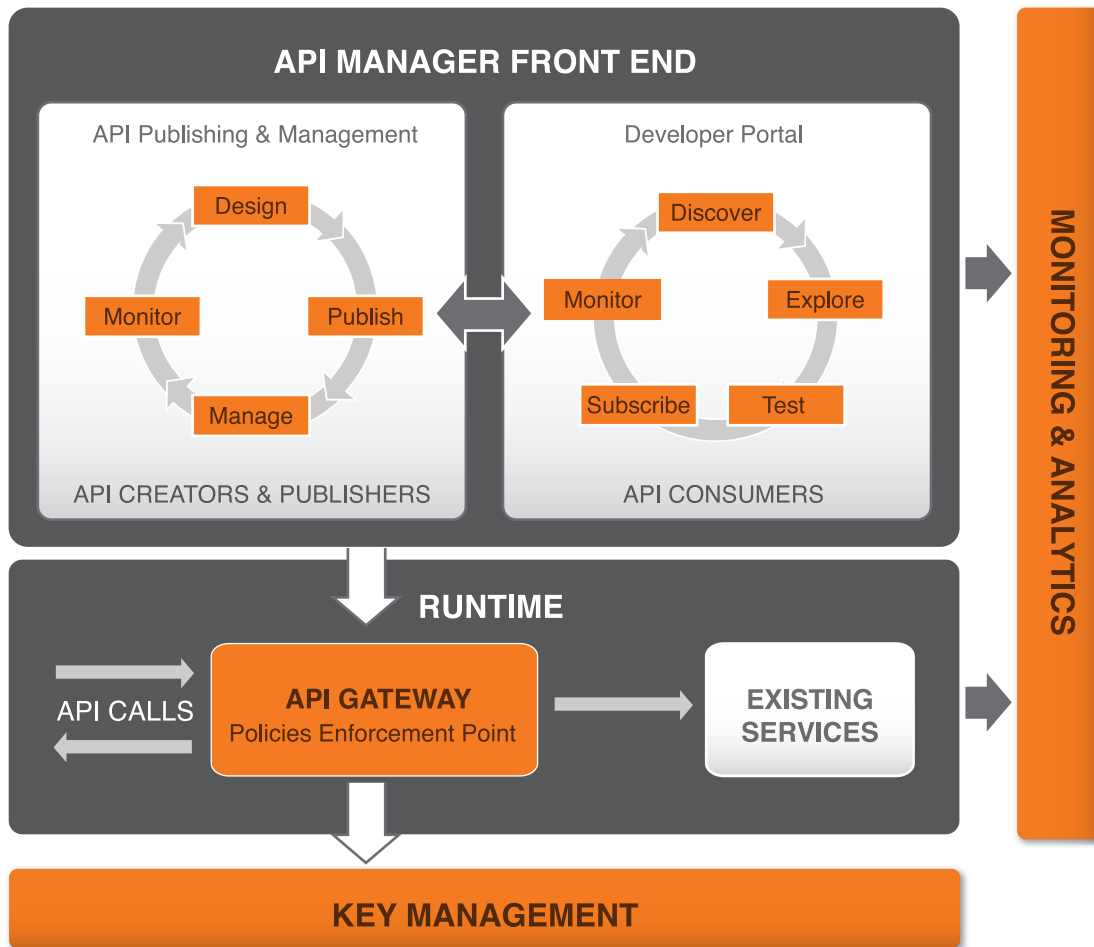 API MANAGER FRONT END
API Publishing & Management
Design
Monitor
Publish
Manage
API CREATORS & PUBLISHERS
Developer Portal
Discover
Monitor
Explore
Subscribe
Test
API CONSUMERS
MONITORING & ANALYTICS
RUNTIME
API CALLS
API GATEWAY
Policies Enforcement Point
EXISTING
SERVICES
KEY MANAGEMENT